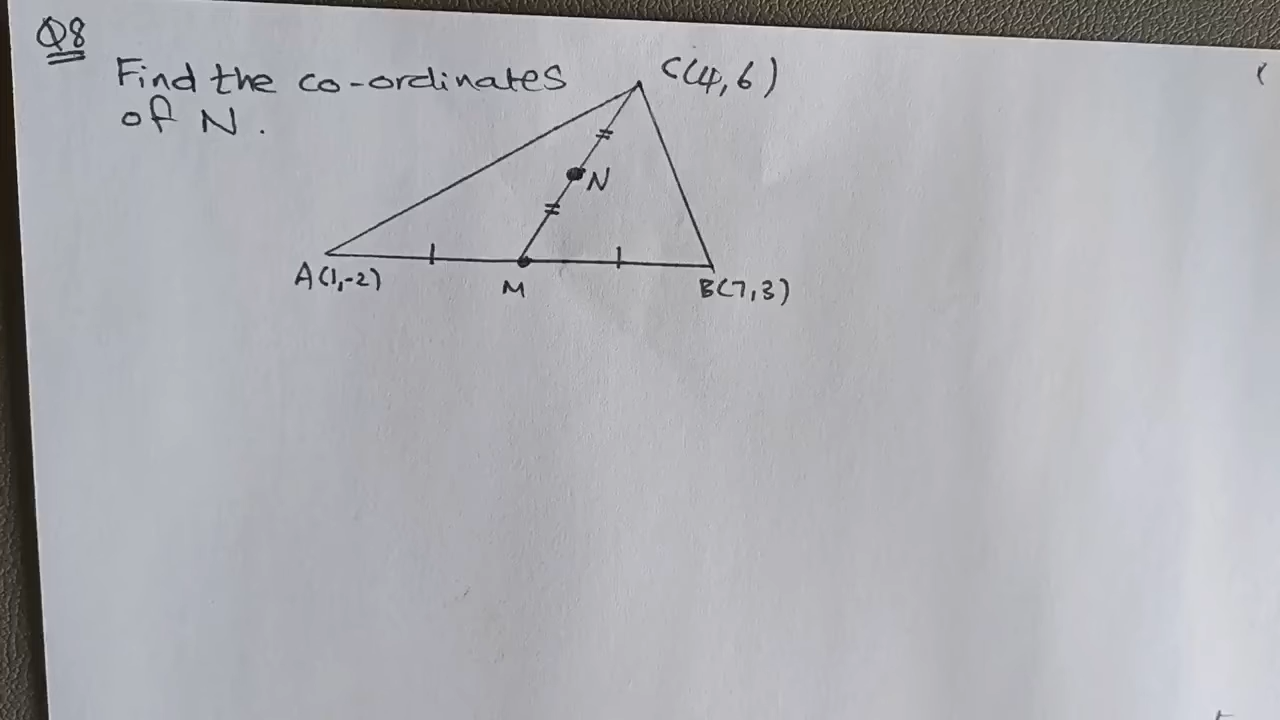 Q8
Find the co-ordinates
of N.
C(4,6)
N
A(1,-2)
M
B(7,3)